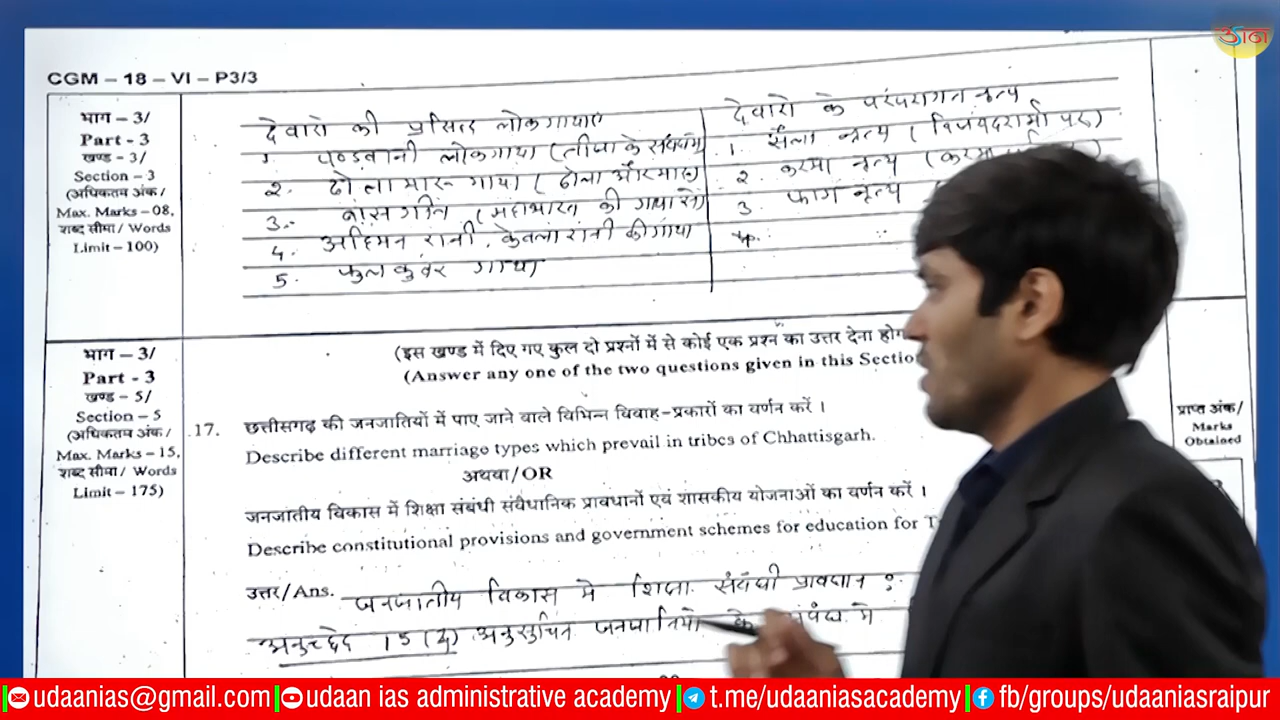 उड़ान
CGM – 18 – VI – P3/3
भाग – 3/
Part - 3
खण्ड – 3/
Section – 3
(अधिकतम अंक /
Max. Marks – 08,
शब्द सीमा / Words
Limit – 100)
देवारो की प्रसिद्ध लोकगाथाएं
1. पण्डवानी लोकगाथा (तीजा के संबंध में)
2. ढोलामारू गाथा (ढोला और मारू)
3. बांस गीत (महाभारत की गाथा से)
4. अहिमन रानी, केवला रानी की गाथा
5. फुलकुवंर गाथा
देवारो के परंपरागत नृत्य
1. सैला नृत्य (विजयदशमी पर)
2. करमा नृत्य (करमा
3. फाग नृत्य
भाग – 3/
Part - 3
खण्ड – 5/
Section – 5
(अधिकतम अंक /
Max. Marks – 15,
शब्द सीमा / Words
Limit – 175)
(इस खण्ड में दिए गए कुल दो प्रश्नों में से कोई एक प्रश्न का उत्तर देना होग
(Answer any one of the two questions given in this Sectio
17. छत्तीसगढ़ की जनजातियों में पाए जाने वाले विभिन्न विवाह-प्रकारों का वर्णन करें ।
Describe different marriage types which prevail in tribes of Chhattisgarh.
अथवा/OR
जनजातीय विकास में शिक्षा संबंधी संवैधानिक प्रावधानों एवं शासकीय योजनाओं का वर्णन करें ।
Describe constitutional provisions and government schemes for education for T
प्राप्त अंक/
Marks
Obtained
उत्तर/Ans. जनजातीय विकास मे शिक्षा संबंधी प्रावधान :
अनुच्छेद 15(4) अनुसुचित जनजातियो के संबंध मे
udaanias@gmail.com
udaan ias administrative academy
t.me/udaaniasacademy
fb/groups/udaaniasraipur